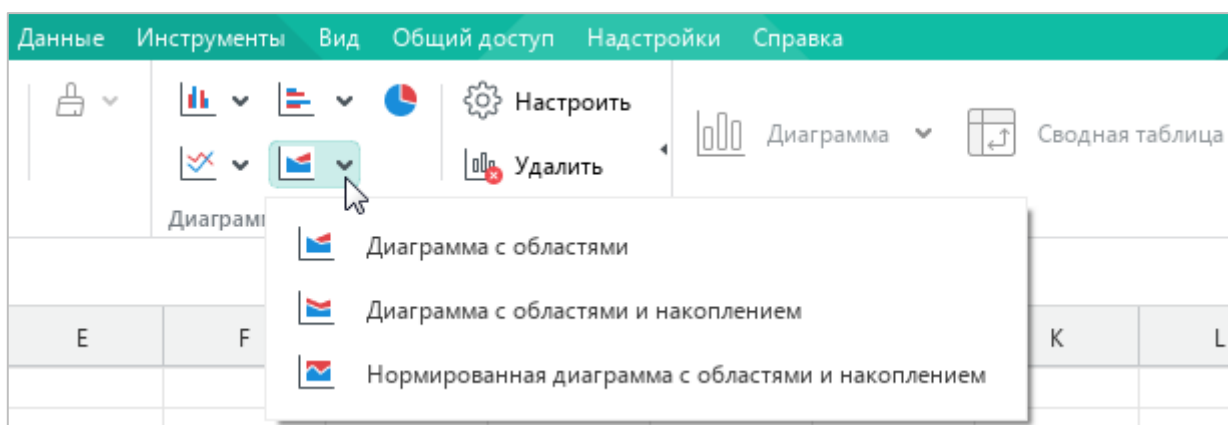 Данные Инструменты Вид Общий доступ Надстройки Справка
Настроить
Диаграмма Сводная таблица
Удалить
Диаграмм
Диаграмма с областями
Диаграмма с областями и накоплением
Нормированная диаграмма с областями и накоплением
E F K L